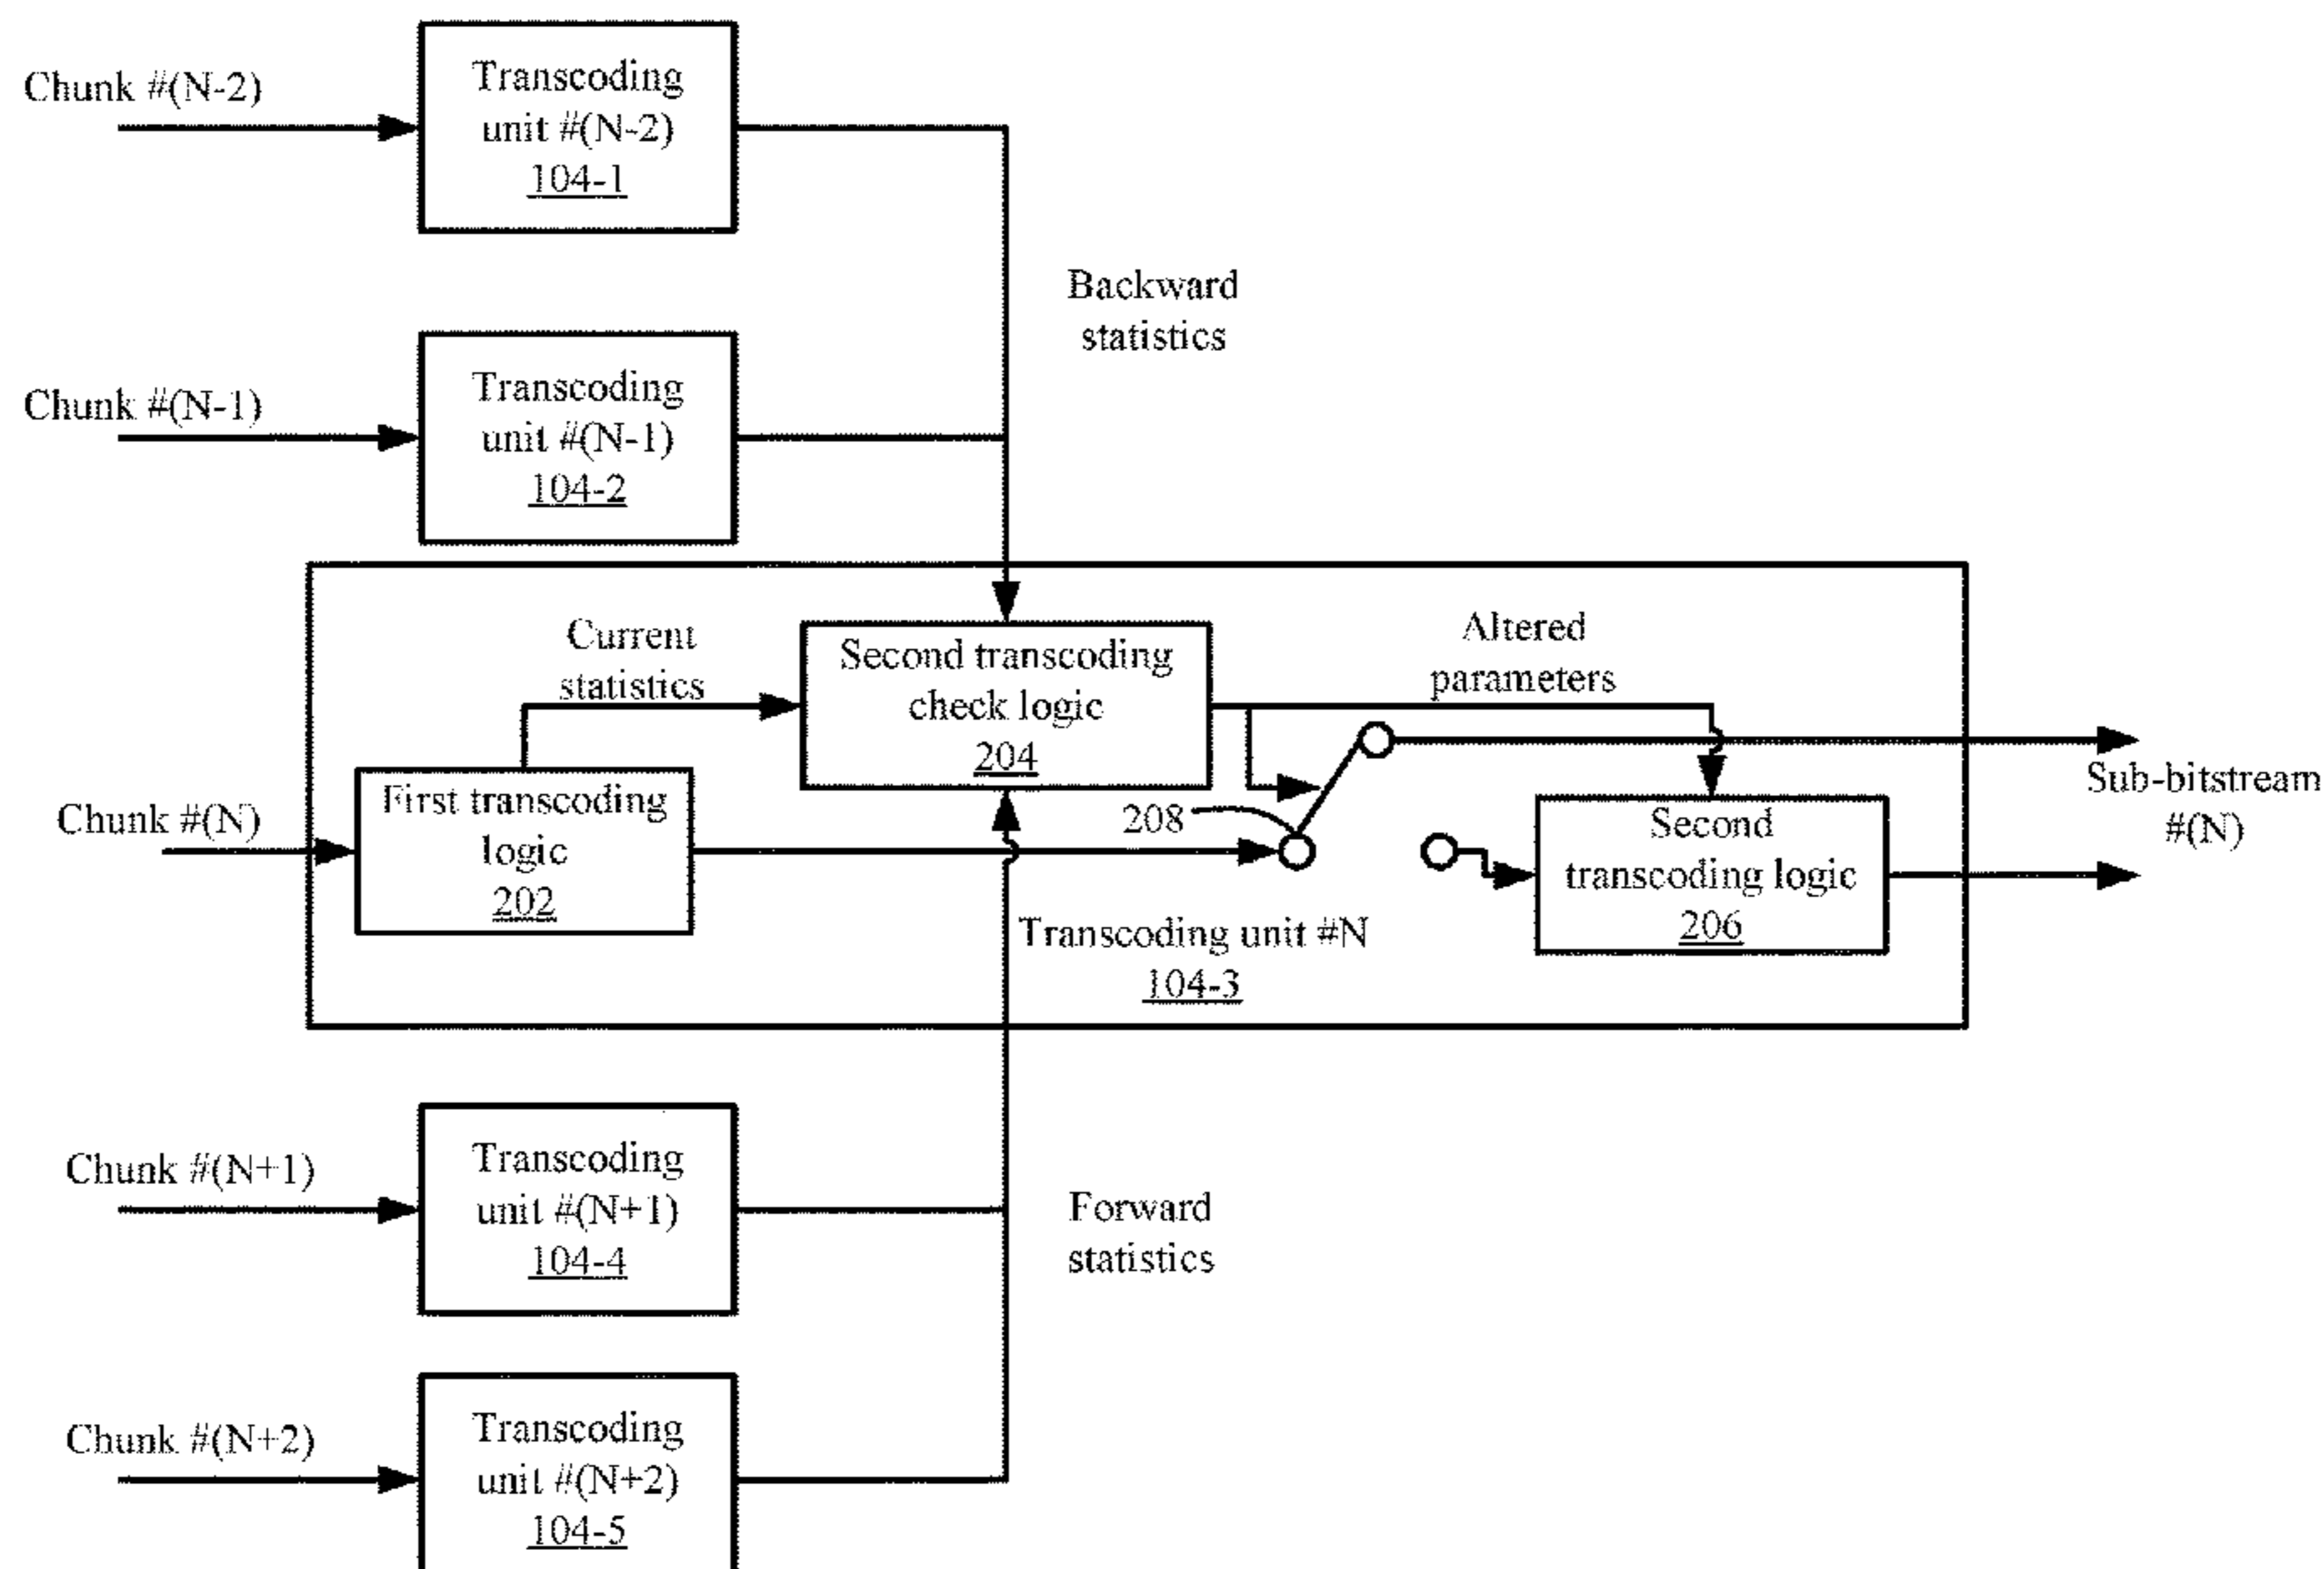 Chunk #(N-2)
Transcoding
unit #(N-2)
104-1
Backward
statistics
Chunk #(N-1)
Transcoding
unit #(N-1)
104-2
Current
statistics
Second transcoding
check logic
204
Altered
parameters
Chunk #(N)
First transcoding
logic
202
208
Second
transcoding logic
206
Sub-bitstream
#(N)
Transcoding unit #N
104-3
Chunk #(N+1)
Transcoding
unit #(N+1)
104-4
Forward
statistics
Chunk #(N+2)
Transcoding
unit #(N+2)
104-5